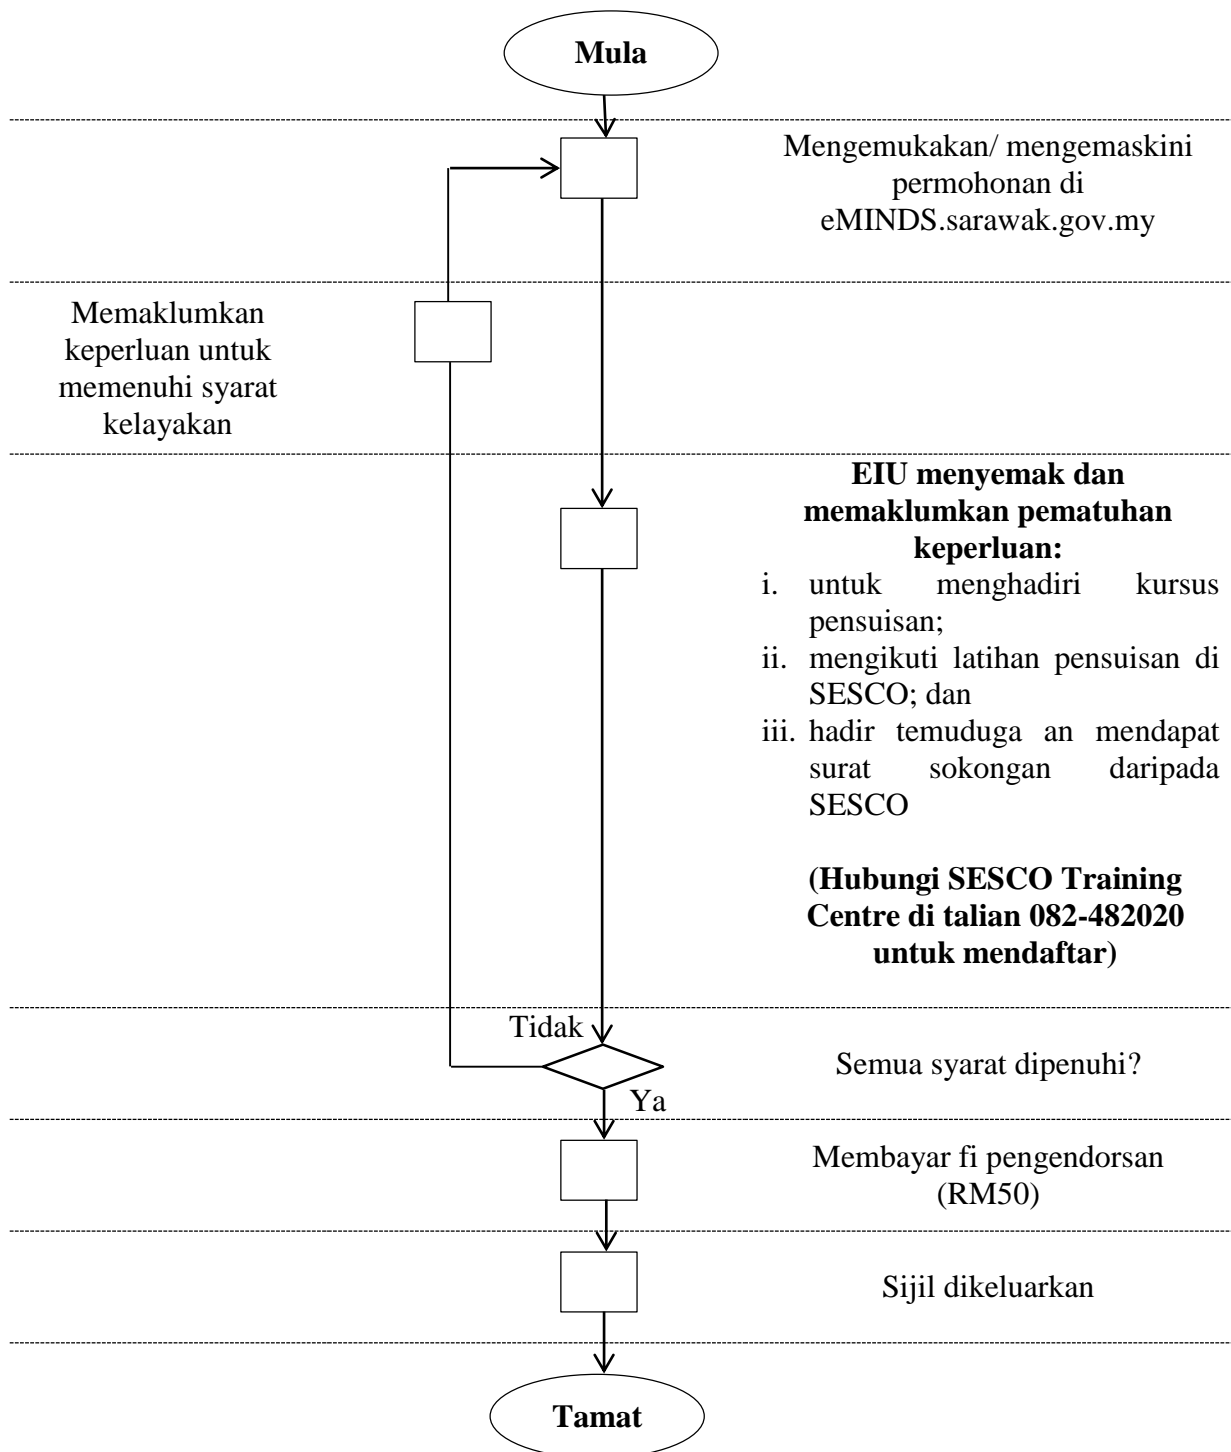 Mula
Mengemukakan/ mengemaskini
permohonan di
eMINDS.sarawak.gov.my
Memaklumkan
keperluan untuk
memenuhi syarat
kelayakan
EIU menyemak dan
memaklumkan pematuhan
keperluan:
i. untuk menghadiri kursus
pensuisan;
ii. mengikuti latihan pensuisan di
SESCO; dan
iii. hadir temuduga an mendapat
surat sokongan daripada
SESCO
(Hubungi SESCO Training
Centre di talian 082-482020
untuk mendaftar)
Tidak
Semua syarat dipenuhi?
Ya
Membayar fi pengendorsan
(RM50)
Sijil dikeluarkan
Tamat